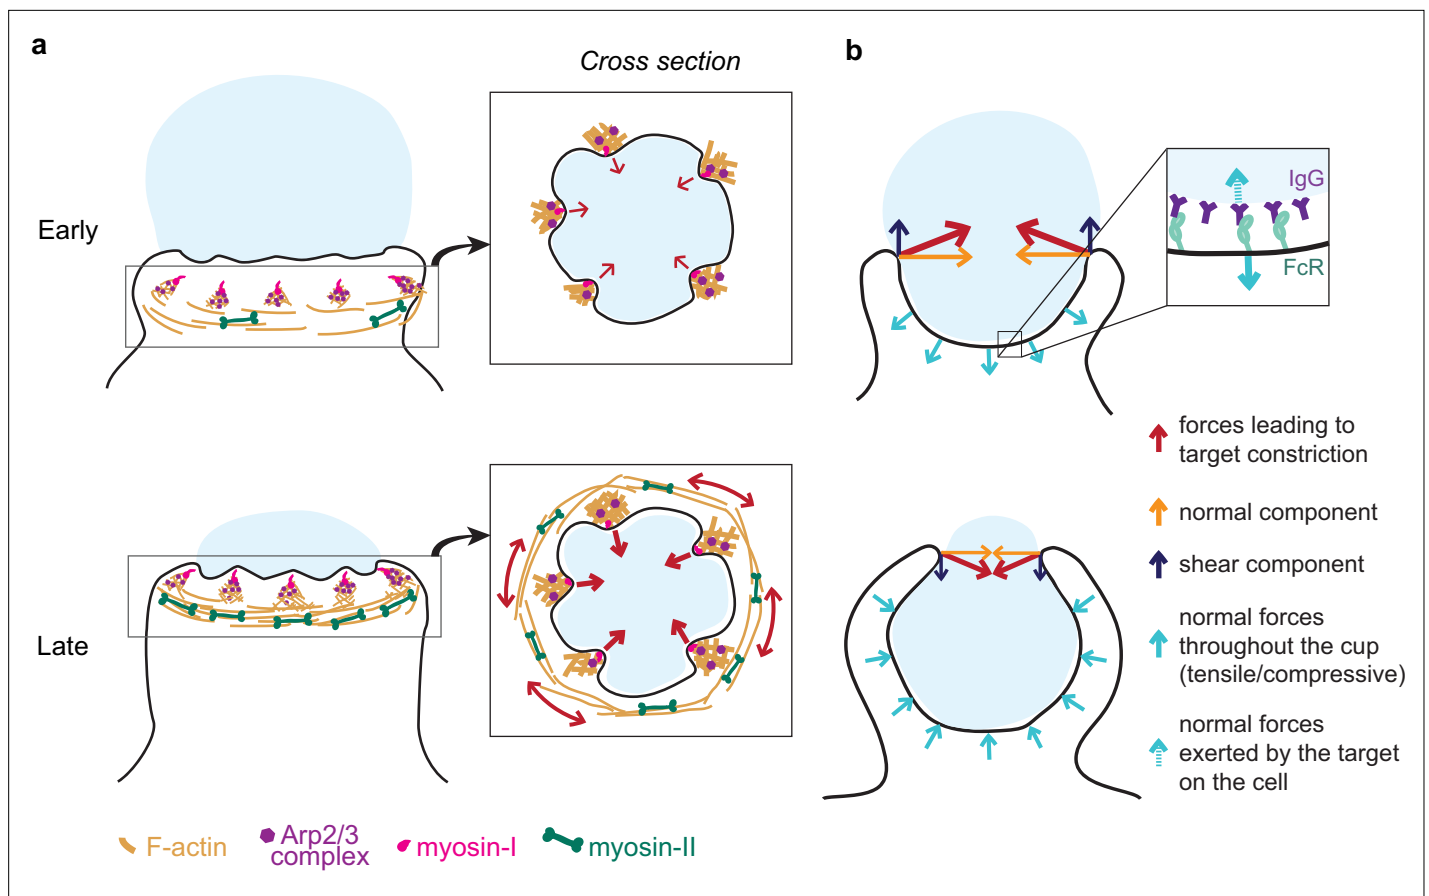 a
Cross section
Early
Late
F-actin
Arp2/3
complex
myosin-I
myosin-II
b
IgG
FcR
forces leading to
target constriction
normal component
shear component
normal forces
throughout the cup
(tensile/compressive)
normal forces
exerted by the target
on the cell